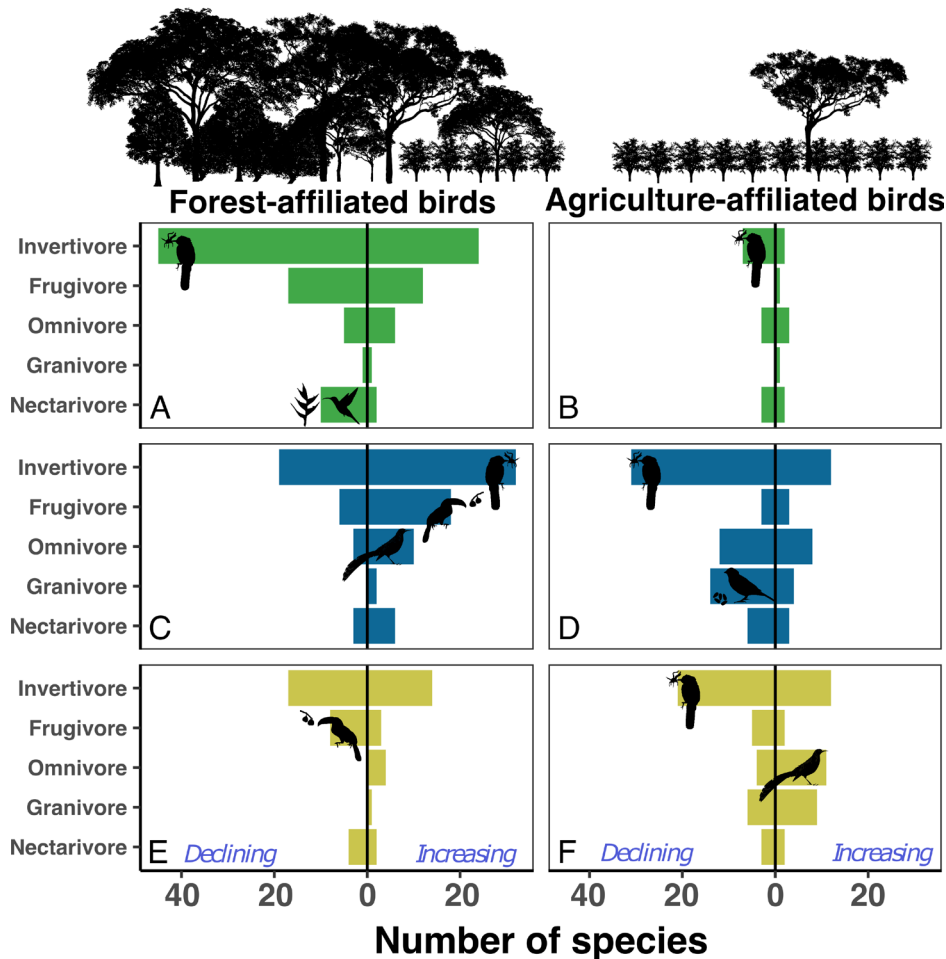 Forest-affiliated birds
Agriculture-affiliated birds
Invertivore
Frugivore
Omnivore
Granivore
Nectarivore
A
B
Invertivore
Frugivore
Omnivore
Granivore
Nectarivore
C
D
Invertivore
Frugivore
Omnivore
Granivore
Nectarivore
E
Declining
Increasing
F
Declining
Increasing
40 20 0 20
40 20 0 20
Number of species